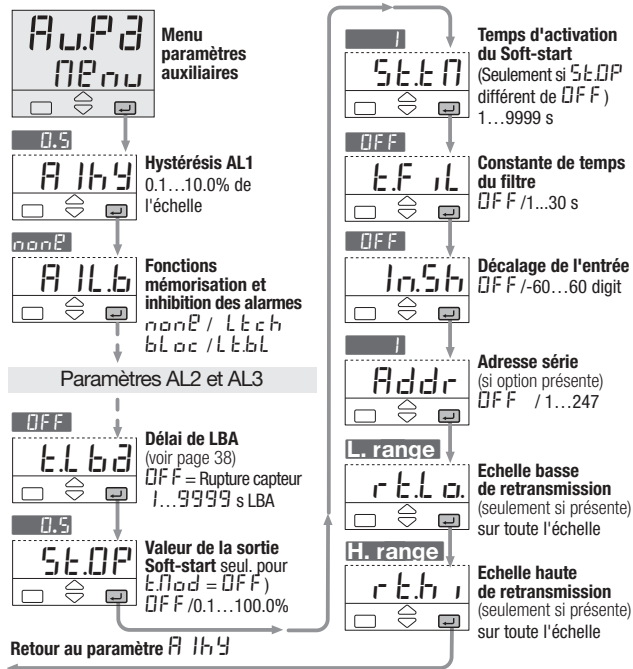 Au.Pa
Menu
Menu
paramètres
auxiliaires
0.5
A1hy
Hystérésis AL1
0.1…10.0% de
l'échelle
none
A1L.b
Fonctions
mémorisation et
inhibition des alarmes
none / Ltch
bLoc / Lt.bL
Paramètres AL2 et AL3
OFF
t.Lba
Délai de LBA
(voir page 38)
OFF = Rupture capteur
1…9999 s LBA
0.5
St.OP
Valeur de la sortie
Soft-start seul. pour
t.Mod = OFF)
OFF /0.1…100.0%
Retour au paramètre A1hy
1
St.tM
Temps d'activation
du Soft-start
(Seulement si St.OP
différent de OFF)
1…9999 s
OFF
t.FiL
Constante de temps
du filtre
OFF /1...30 s
OFF
In.Sh
Décalage de l'entrée
OFF /-60…60 digit
1
Addr
Adresse série
(si option présente)
OFF / 1…247
L. range
rt.Lo.
Echelle basse
de retransmission
(seulement si présente)
sur toute l'échelle
H. range
rt.hi
Echelle haute
de retransmission
(seulement si présente)
sur toute l'échelle